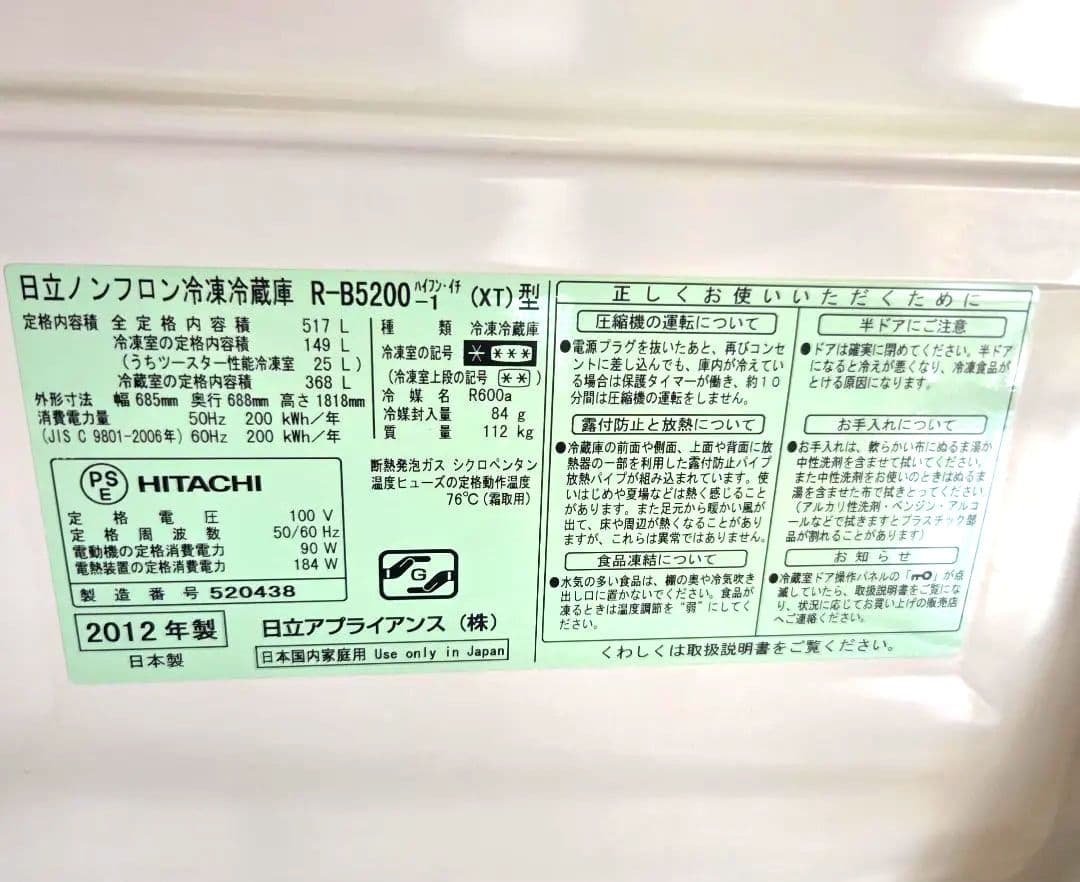 日立ノンフロン冷凍冷蔵庫 R-B5200-1 ハイフン・イチ (XT)型
定格内容積 全定格内容積 517 L
冷凍室の定格内容積 149 L
(うちツースター性能冷凍室 25 L)
冷蔵室の定格内容積 368 L
外形寸法 幅 685mm 奥行 688mm 高さ 1818mm
消費電力量 50Hz 200 kWh/年
(JIS C 9801-2006年) 60Hz 200 kWh/年
種類 冷凍冷蔵庫
冷凍室の記号 * ***
(冷凍室上段の記号 **)
冷媒名 R600a
冷媒封入量 84 g
質量 112 kg
断熱発泡ガス シクロペンタン
温度ヒューズの定格動作温度
76℃(霜取用)
PS
E
HITACHI
定格電圧 100 V
定格周波数 50/60 Hz
電動機の定格消費電力 90 W
電熱装置の定格消費電力 184 W
製造番号 520438
G
2012年製
日本製
日立アプライアンス(株)
日本国内家庭用 Use only in Japan
正しくお使いいただくために
圧縮機の運転について
●電源プラグを抜いたあと、再びコンセ
ントに差し込んでも、庫内が冷えてい
る場合は保護タイマーが働き、約10
分間は圧縮機の運転をしません。
露付防止と放熱について
●冷蔵庫の前面や側面、上面や背面に放
熱器の一部を利用した露付防止パイプ
放熱パイプが組み込まれています。使
いはじめや夏場などは熱く感じること
があります。また足元から暖かい風が
出て、床や周辺が熱くなることがあり
ますが、これらは異常ではありません。
食品凍結について
●水気の多い食品は、棚の奥や冷気吹き
出し口に置かないでください。食品が
凍るときは温度調節を“弱”にしてく
ださい。
半ドアにご注意
●ドアは確実に閉めてください。半ドア
になると冷えが悪くなり、冷凍食品が
とける原因になります。
お手入れについて
●お手入れは、軟らかい布にぬるま湯か
中性洗剤を含ませて拭いてください。
また中性洗剤をお使いのときはぬるま
湯を含ませた布で拭きとってください
(アルカリ性洗剤・ベンジン・アルコ
ールなどで拭きますとプラスチック部
品が割れることがあります)
お知らせ
●冷蔵室ドア操作パネルの「」が点
滅していたら、取扱説明書をご覧にな
り、状況に応じてお買い上げの販売店
へご連絡ください。
くわしくは取扱説明書をご覧ください。